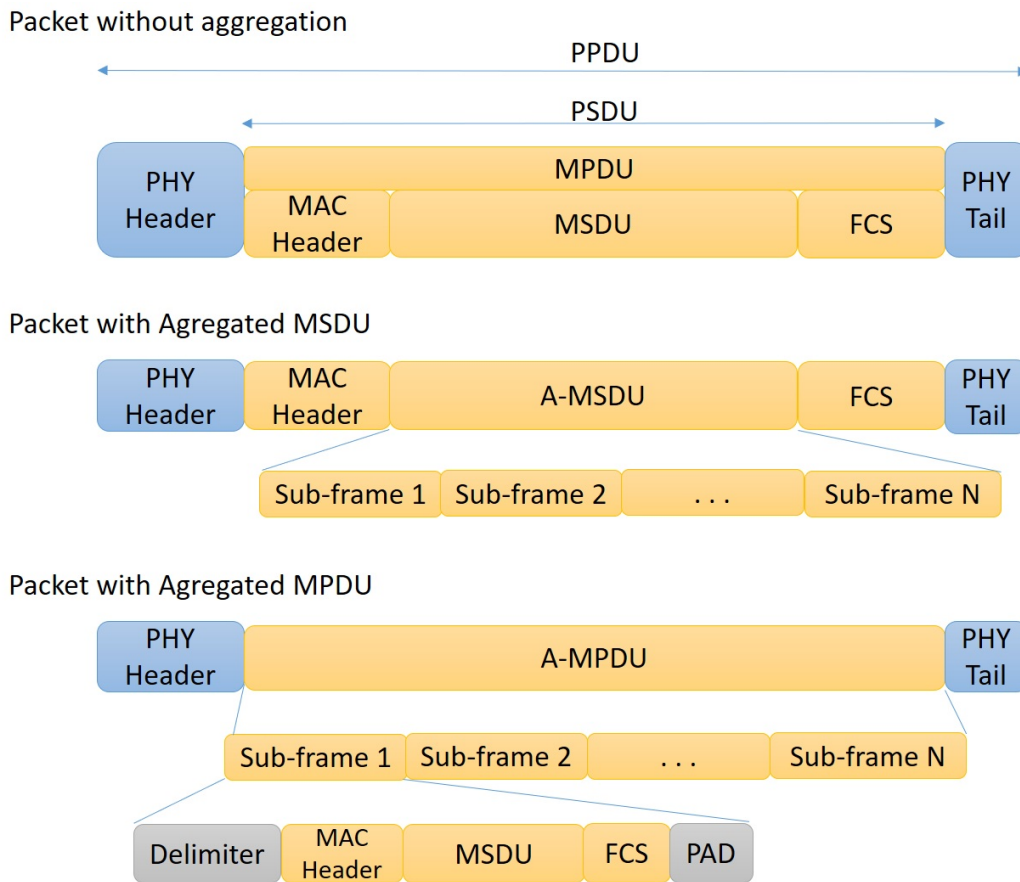 Packet without aggregation
PPDU
PSDU
PHY
Header
MPDU
MAC
Header
MSDU
FCS
PHY
Tail
Packet with Agregated MSDU
PHY
Header
MAC
Header
A-MSDU
FCS
PHY
Tail
Sub-frame 1
Sub-frame 2
. . .
Sub-frame N
Packet with Agregated MPDU
PHY
Header
A-MPDU
PHY
Tail
Sub-frame 1
Sub-frame 2
. . .
Sub-frame N
Delimiter
MAC
Header
MSDU
FCS
PAD